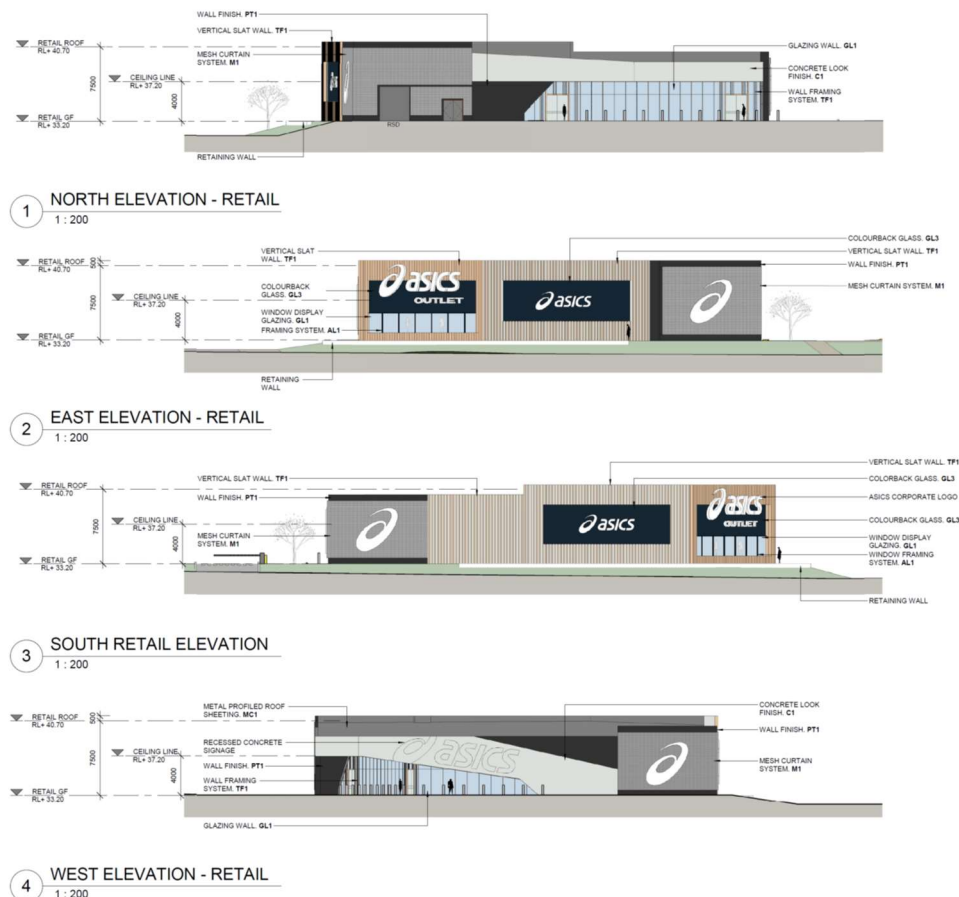 WALL FINISH. PT1
VERTICAL SLAT WALL. TF1
RETAIL ROOF
RL+ 40.70
MESH CURTAIN
SYSTEM. M1
GLAZING WALL. GL1
CEILING LINE
RL+ 37.20
7500
4000
CONCRETE LOOK
FINISH. C1
WALL FRAMING
SYSTEM. TF1
RETAIL GF
RL+ 33.20
RSD
RETAINING WALL
1
NORTH ELEVATION - RETAIL
1 : 200
COLOURBACK GLASS. GL3
VERTICAL SLAT
WALL. TF1
VERTICAL SLAT WALL. TF1
RETAIL ROOF
RL+ 40.70
500
WALL FINISH. PT1
asics
OUTLET
COLOURBACK
GLASS. GL3
MESH CURTAIN SYSTEM. M1
CEILING LINE
RL+ 37.20
7500
4000
asics
WINDOW DISPLAY
GLAZING. GL1
FRAMING SYSTEM. AL1
RETAIL GF
RL+ 33.20
RETAINING
WALL
2
EAST ELEVATION - RETAIL
1 : 200
VERTICAL SLAT WALL. TF1
VERTICAL SLAT WALL. TF1
COLORBACK GLASS. GL3
RETAIL ROOF
RL+ 40.70
WALL FINISH. PT1
ASICS CORPORATE LOGO
asics
OUTLET
asics
CEILING LINE
RL+ 37.20
7500
4000
COLOURBACK GLASS. GL3
MESH CURTAIN
SYSTEM. M1
WINDOW DISPLAY
GLAZING. GL1
WINDOW FRAMING
SYSTEM. AL1
RETAIL GF
RL+ 33.20
RETAINING WALL
3
SOUTH RETAIL ELEVATION
1 : 200
METAL PROFILED ROOF
SHEETING. MC1
CONCRETE LOOK
FINISH. C1
RETAIL ROOF
RL+ 40.70
500
WALL FINISH. PT1
RECESSED CONCRETE
SIGNAGE
asics
CEILING LINE
RL+ 37.20
7500
4000
WALL FINISH. PT1
MESH CURTAIN
SYSTEM. M1
WALL FRAMING
SYSTEM. TF1
RETAIL GF
RL+ 33.20
GLAZING WALL. GL1
4
WEST ELEVATION - RETAIL
1 : 200